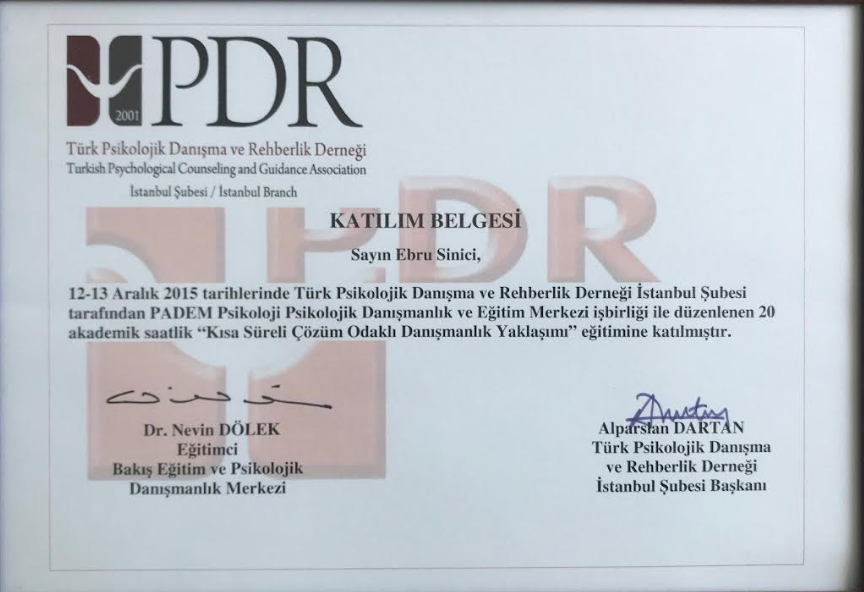 PDR
2001
Türk Psikolojik Danışma ve Rehberlik Derneği
Turkish Psychological Counseling and Guidance Association
İstanbul Şubesi / İstanbul Branch
PDR
KATILIM BELGESİ
Sayın Ebru Sinici,
12-13 Aralık 2015 tarihlerinde Türk Psikolojik Danışma ve Rehberlik Derneği İstanbul Şubesi
tarafından PADEM Psikoloji Psikolojik Danışmanlık ve Eğitim Merkezi işbirliği ile düzenlenen 20
akademik saatlik “Kısa Süreli Çözüm Odaklı Danışmanlık Yaklaşımı” eğitimine katılmıştır.
Dr. Nevin DÖLEK
Eğitimci
Bakış Eğitim ve Psikolojik
Danışmanlık Merkezi
Alparslan DARTAN
Türk Psikolojik Danışma
ve Rehberlik Derneği
İstanbul Şubesi Başkanı